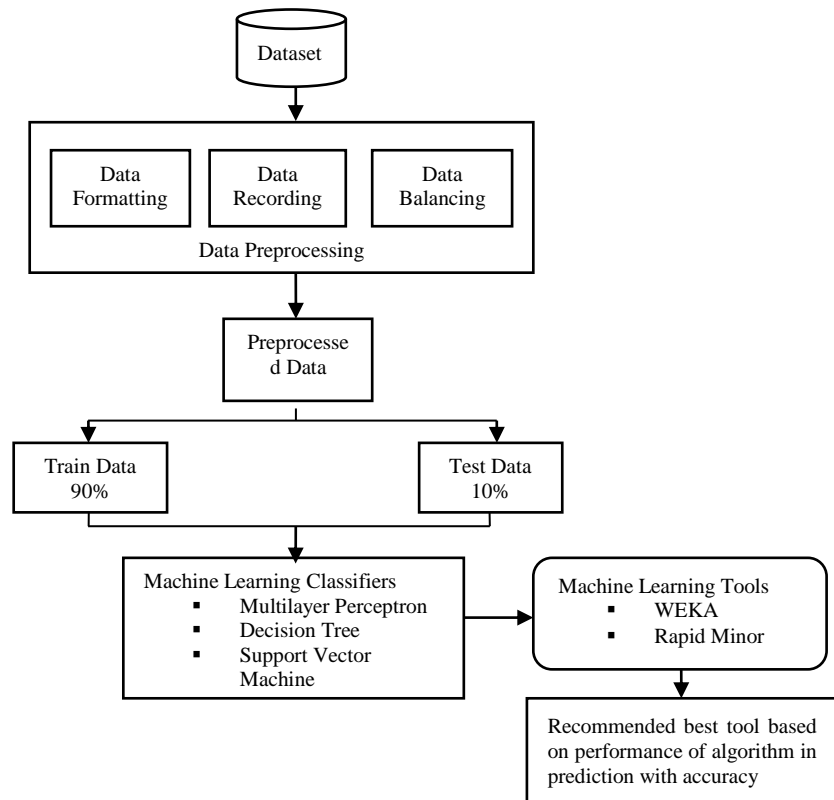 Dataset
Data
Formatting
Data
Recording
Data
Balancing
Data Preprocessing
Preprocesse
d Data
Train Data
90%
Test Data
10%
Machine Learning Classifiers
▪ Multilayer Perceptron
▪ Decision Tree
▪ Support Vector
Machine
Machine Learning Tools
▪ WEKA
▪ Rapid Minor
Recommended best tool based
on performance of algorithm in
prediction with accuracy